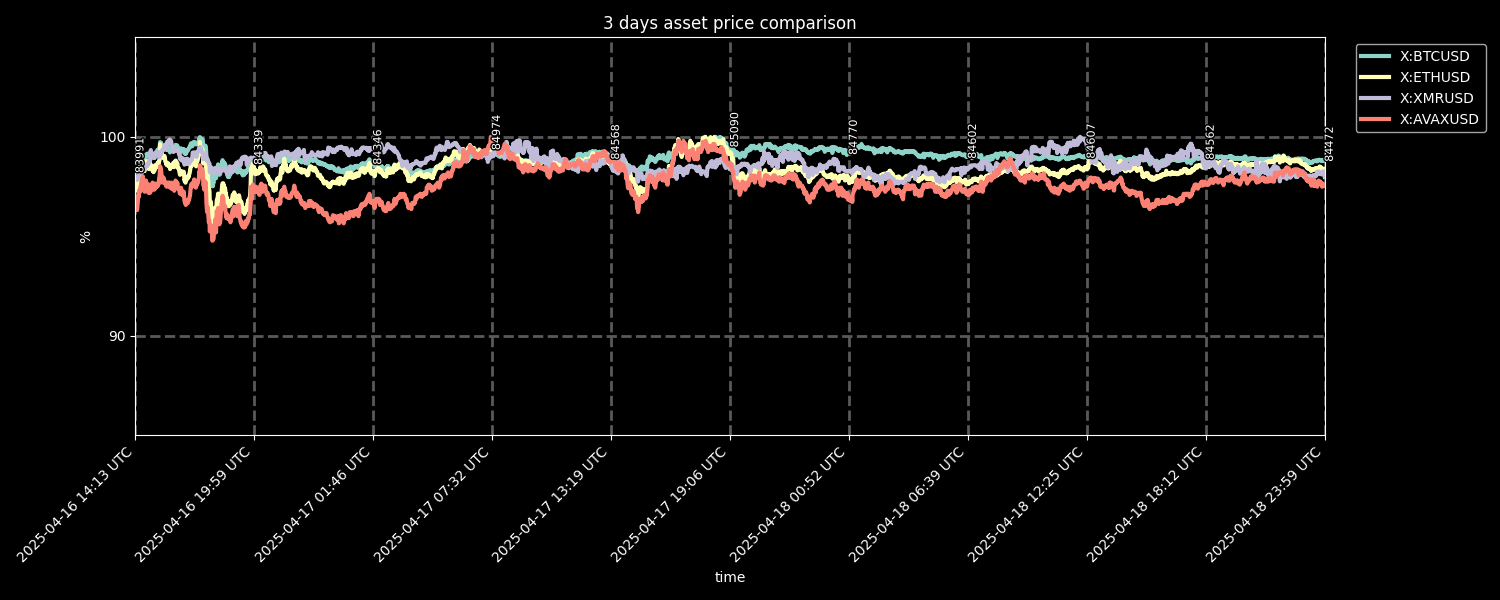 3 days asset price comparison
X:BTCUSD
X:ETHUSD
X:XMRUSD
X:AVAXUSD
%
100
90
83991
84339
84346
84974
84568
85090
84770
84602
84607
84562
84472
2025-04-16 14:13 UTC
2025-04-16 19:59 UTC
2025-04-17 01:46 UTC
2025-04-17 07:32 UTC
2025-04-17 13:19 UTC
2025-04-17 19:06 UTC
2025-04-18 00:52 UTC
2025-04-18 06:39 UTC
2025-04-18 12:25 UTC
2025-04-18 18:12 UTC
2025-04-18 23:59 UTC
time